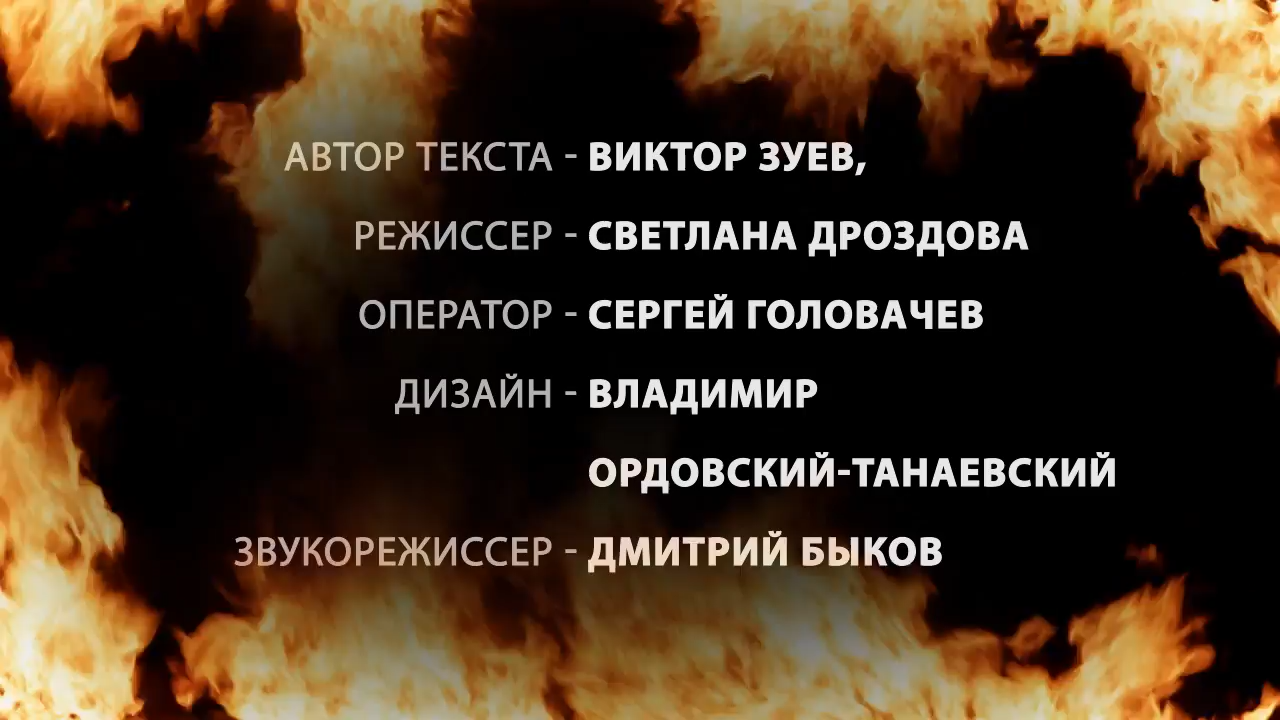 АВТОР ТЕКСТА - ВИКТОР ЗУЕВ,
РЕЖИССЕР - СВЕТЛАНА ДРОЗДОВА
ОПЕРАТОР - СЕРГЕЙ ГОЛОВАЧЕВ
ДИЗАЙН - ВЛАДИМИР
ОРДОВСКИЙ-ТАНАЕВСКИЙ
ЗВУКОРЕЖИССЕР - ДМИТРИЙ БЫКОВ